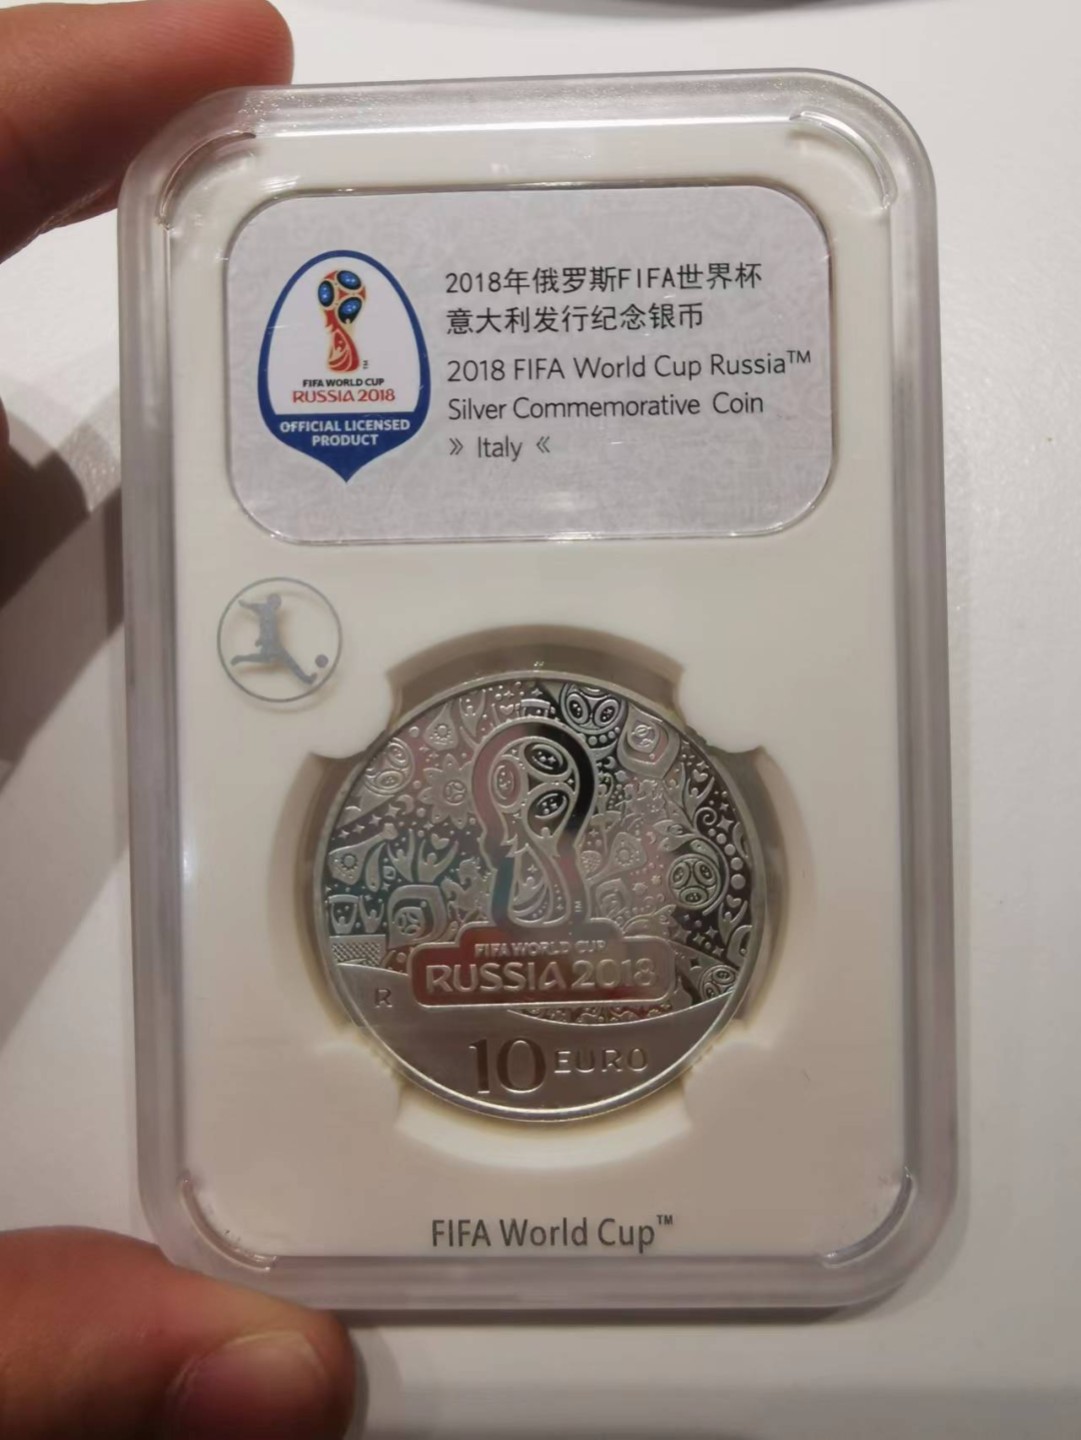 2018年俄罗斯FIFA世界杯
意大利发行纪念银币
2018 FIFA World Cup Russia™
Silver Commemorative Coin
» Italy «
FIFA WORLD CUP
RUSSIA 2018
OFFICIAL LICENSED
PRODUCT
FIFA WORLD CUP
RUSSIA 2018
R
10 EURO
FIFA World Cup™